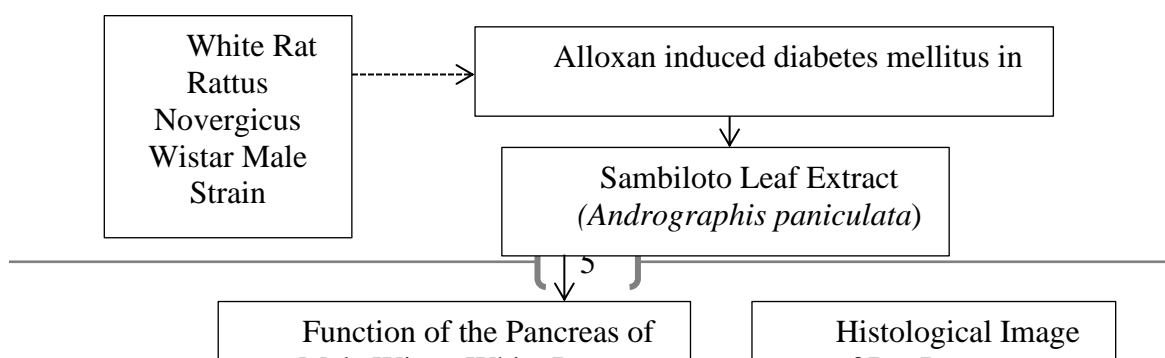 White Rat
Rattus
Novergicus
Wistar Male
Strain
Alloxan induced diabetes mellitus in
Sambiloto Leaf Extract
(Andrographis paniculata)
5
Function of the Pancreas of
Histological Image